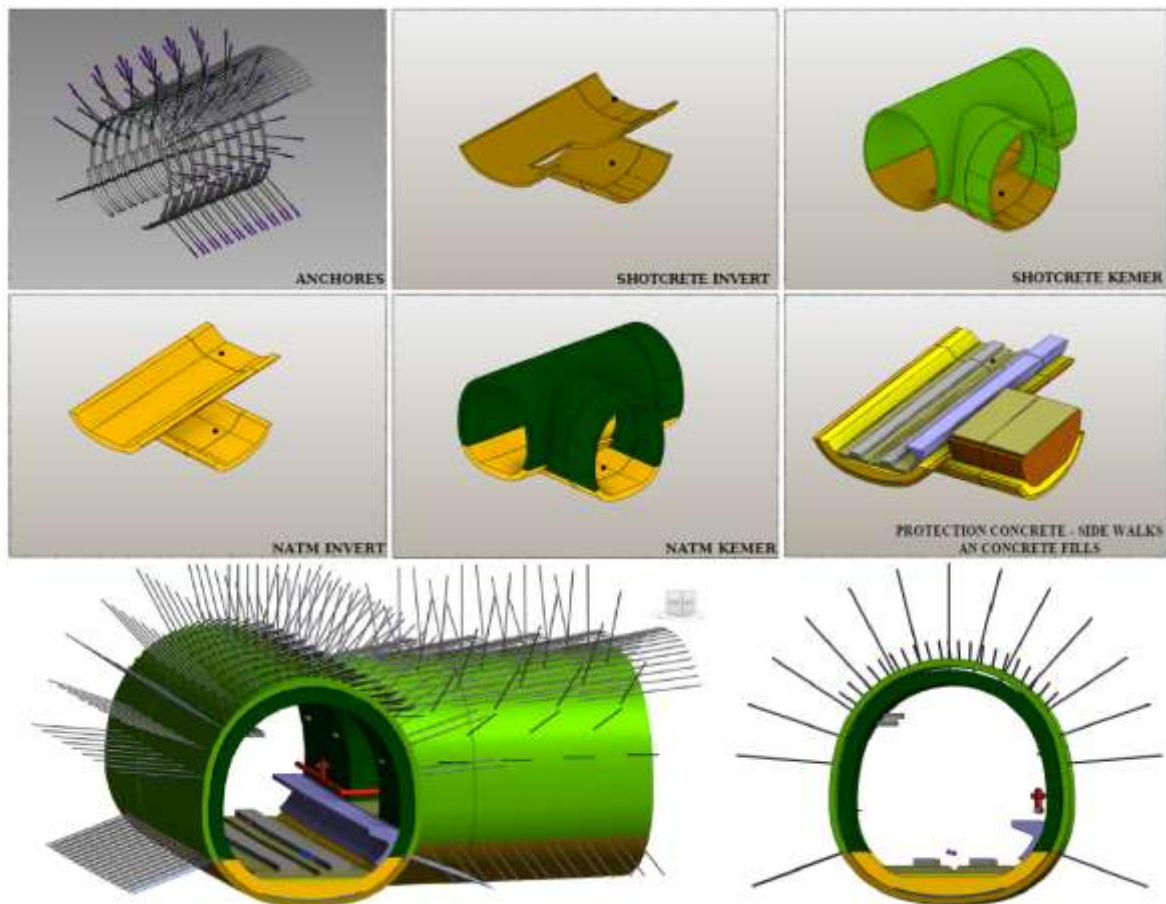 ANCHORES
SHOTCRETE INVERT
SHOTCRETE KEMER
NATM INVERT
NATM KEMER
PROTECTION CONCRETE - SIDE WALKS
AN CONCRETE FILLS